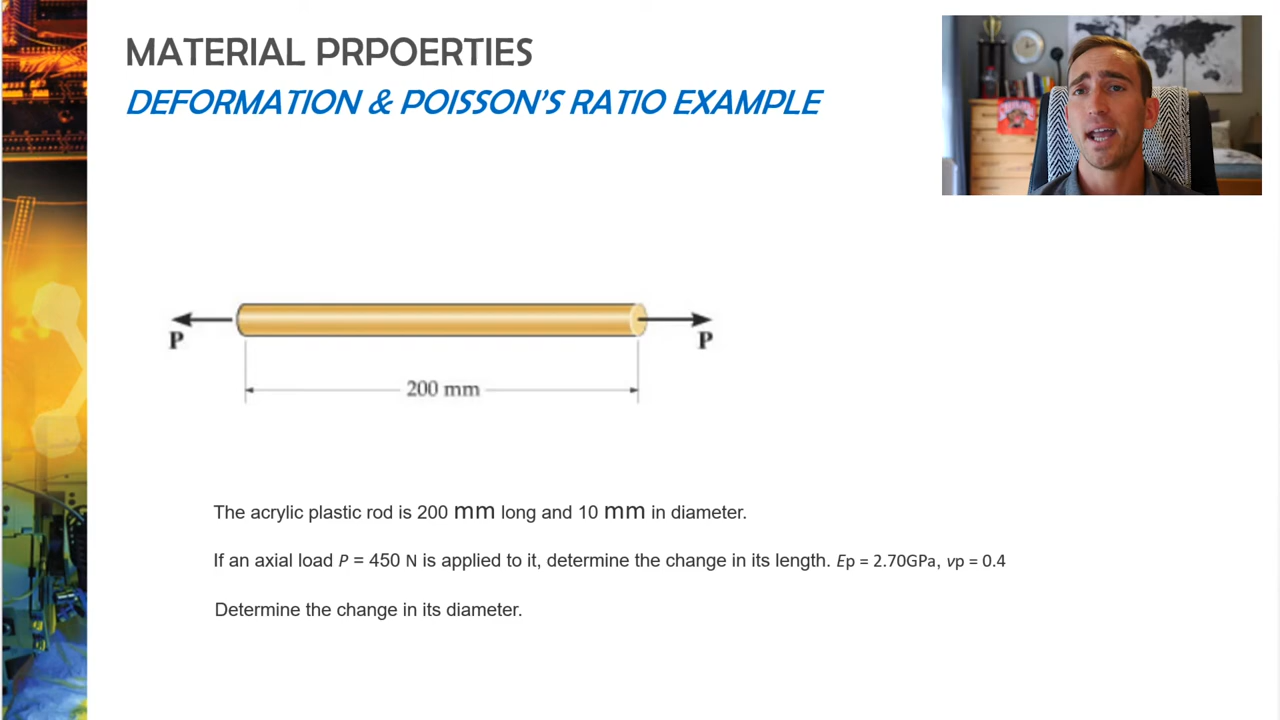 MATERIAL PRPOERTIES
DEFORMATION & POISSON'S RATIO EXAMPLE
P
P
200 mm
The acrylic plastic rod is 200 mm long and 10 mm in diameter.
If an axial load P = 450 N is applied to it, determine the change in its length. Ep = 2.70GPa, νp = 0.4
Determine the change in its diameter.